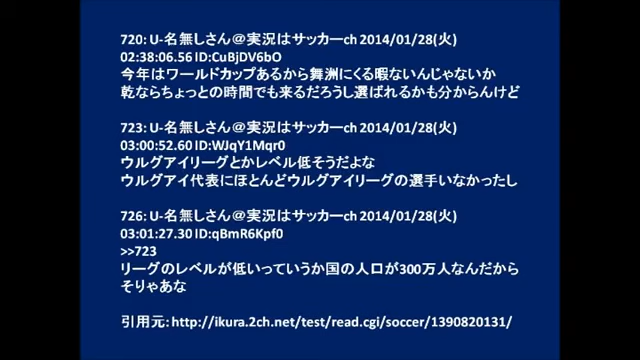 720: U-名無しさん＠実況はサッカーch 2014/01/28(火)
02:38:06.56 ID:CuBjDV6bO
今年はワールドカップあるから舞洲にくる暇ないんじゃないか
乾ならちょっとの時間でも来るだろうし選ばれるかも分からんけど
723: U-名無しさん＠実況はサッカーch 2014/01/28(火)
03:00:52.60 ID:WJqY1Mqr0
ウルグアイリーグとかレベル低そうだよな
ウルグアイ代表にほとんどウルグアイリーグの選手いなかったし
726: U-名無しさん＠実況はサッカーch 2014/01/28(火)
03:01:27.30 ID:qBmR6Kpf0
>>723
リーグのレベルが低いっていうか国の人口が300万人なんだから
そりゃあな
引用元: http://ikura.2ch.net/test/read.cgi/soccer/1390820131/